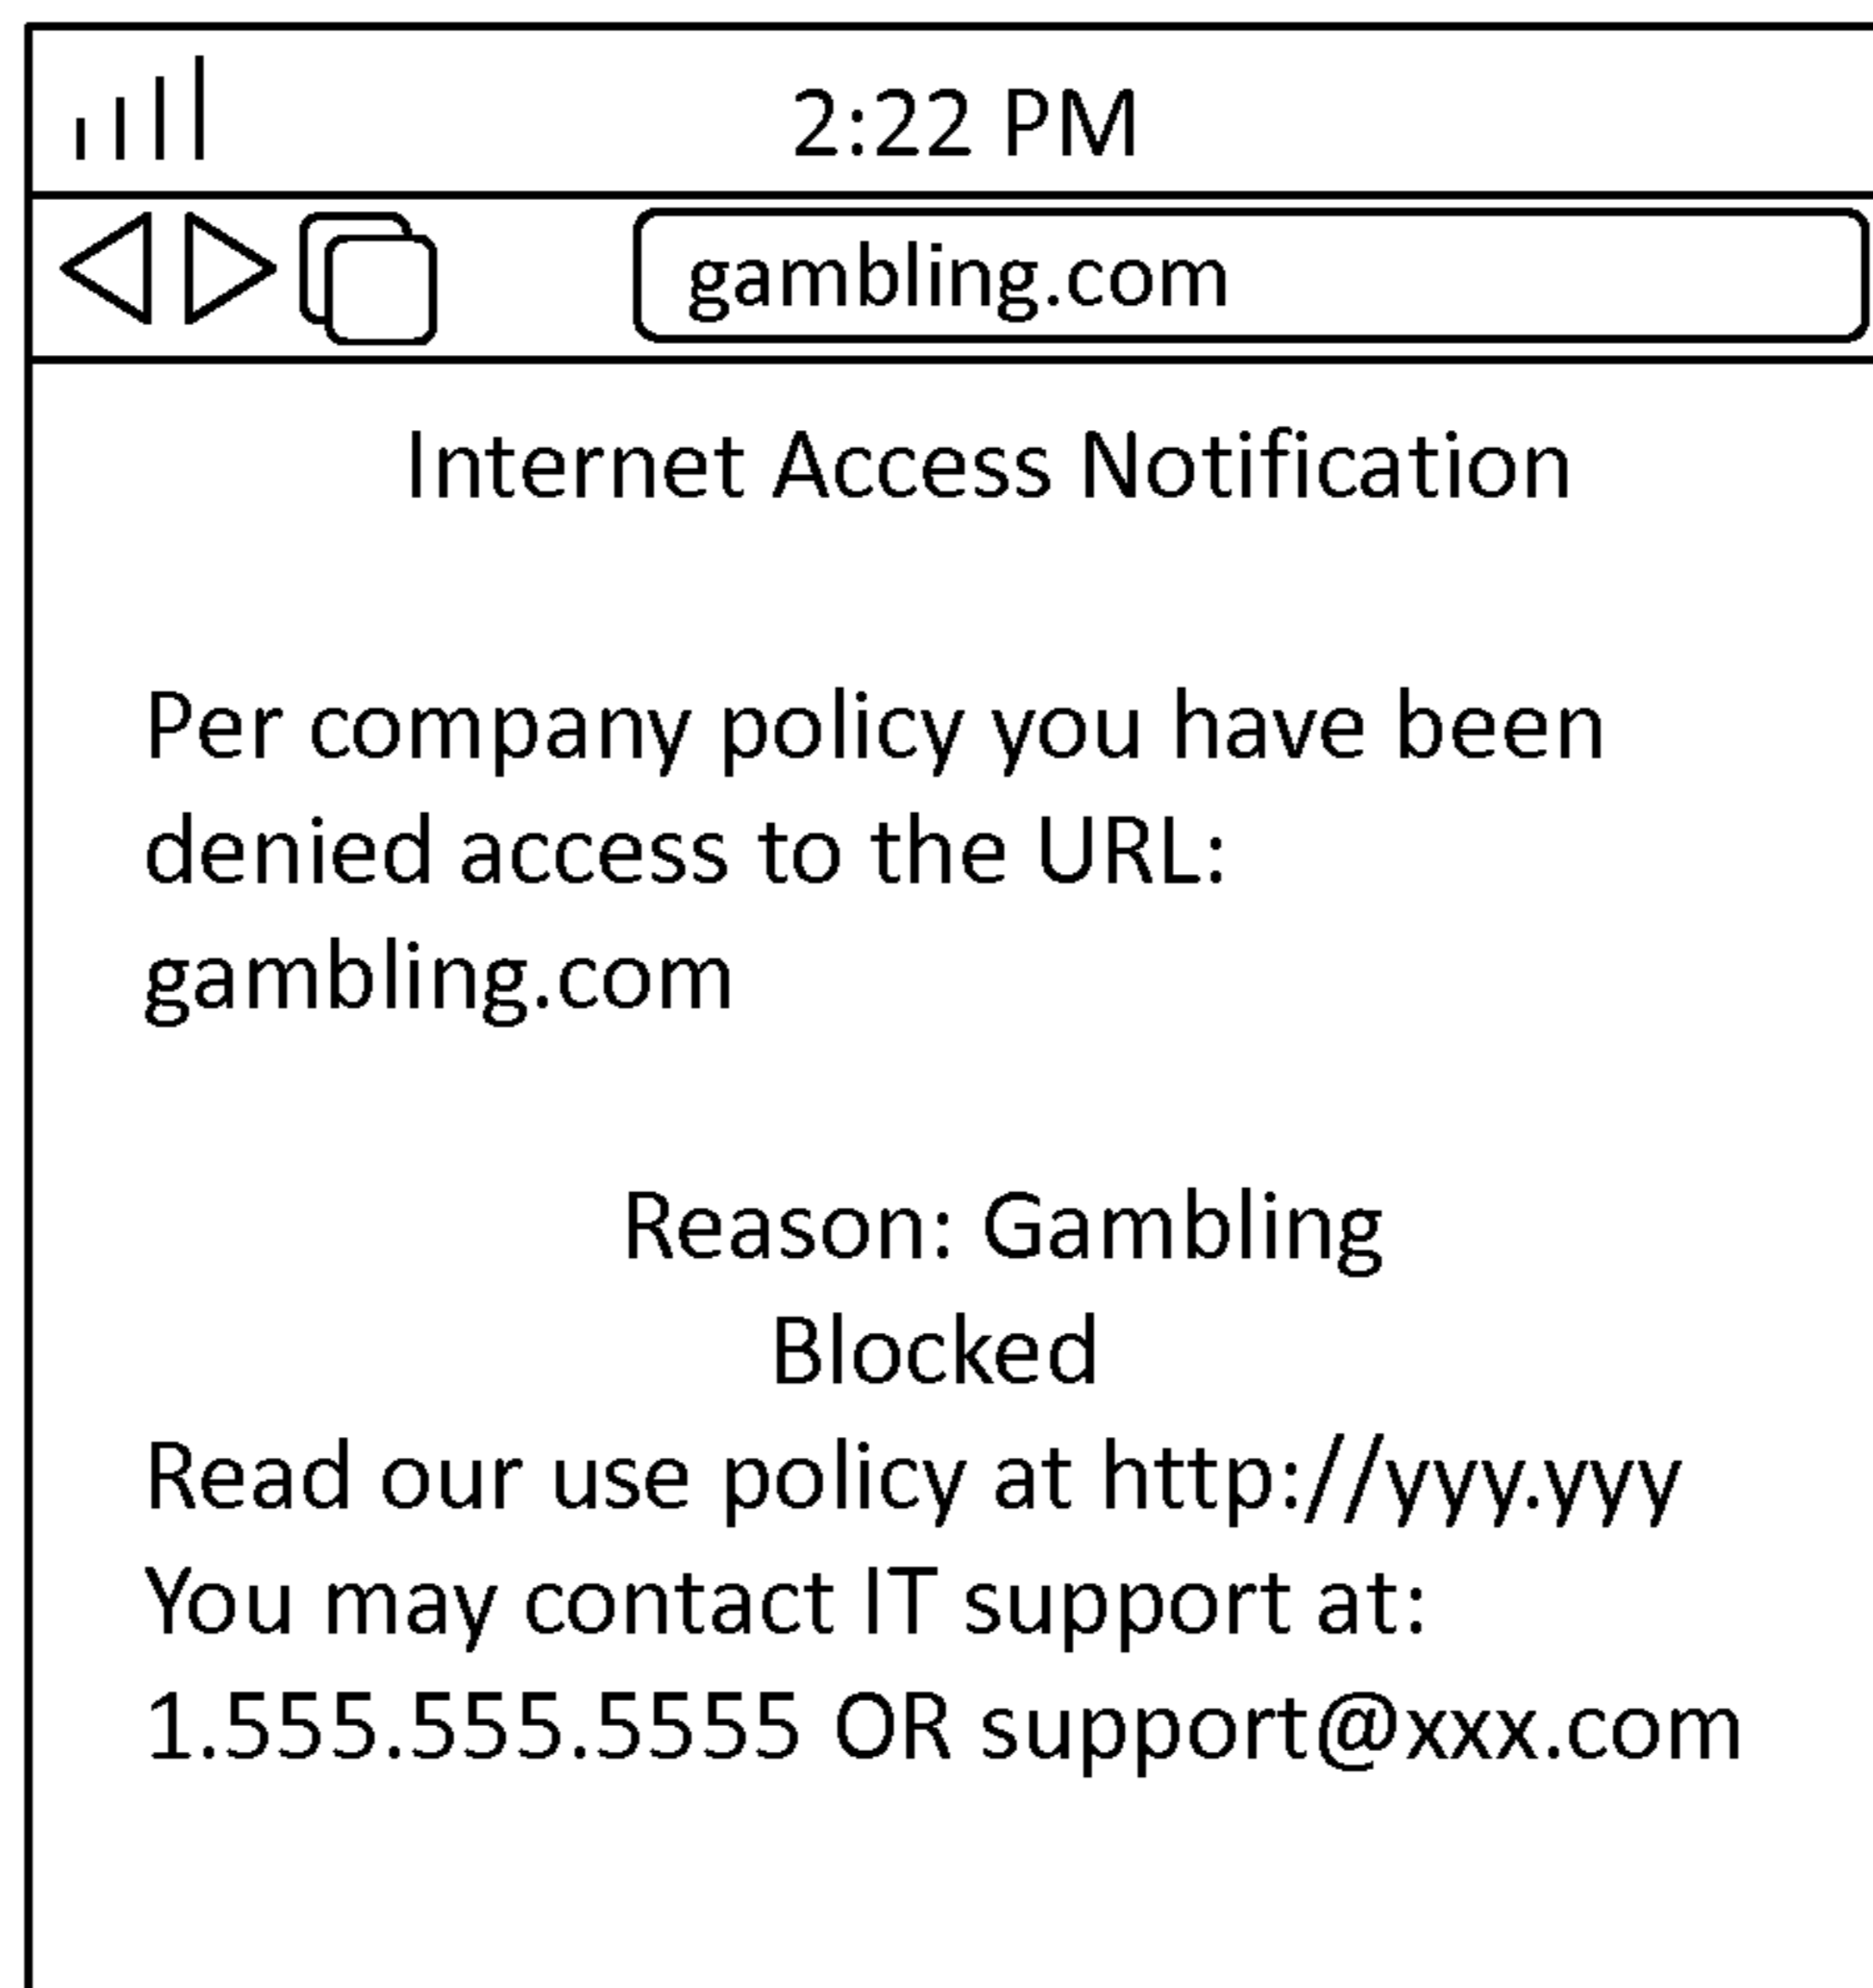 2:22 PM
gambling.com
Internet Access Notification
Per company policy you have been
denied access to the URL:
gambling.com
Reason: Gambling
Blocked
Read our use policy at http://yyy.yyy
You may contact IT support at:
1.555.555.5555 OR support@xxx.com